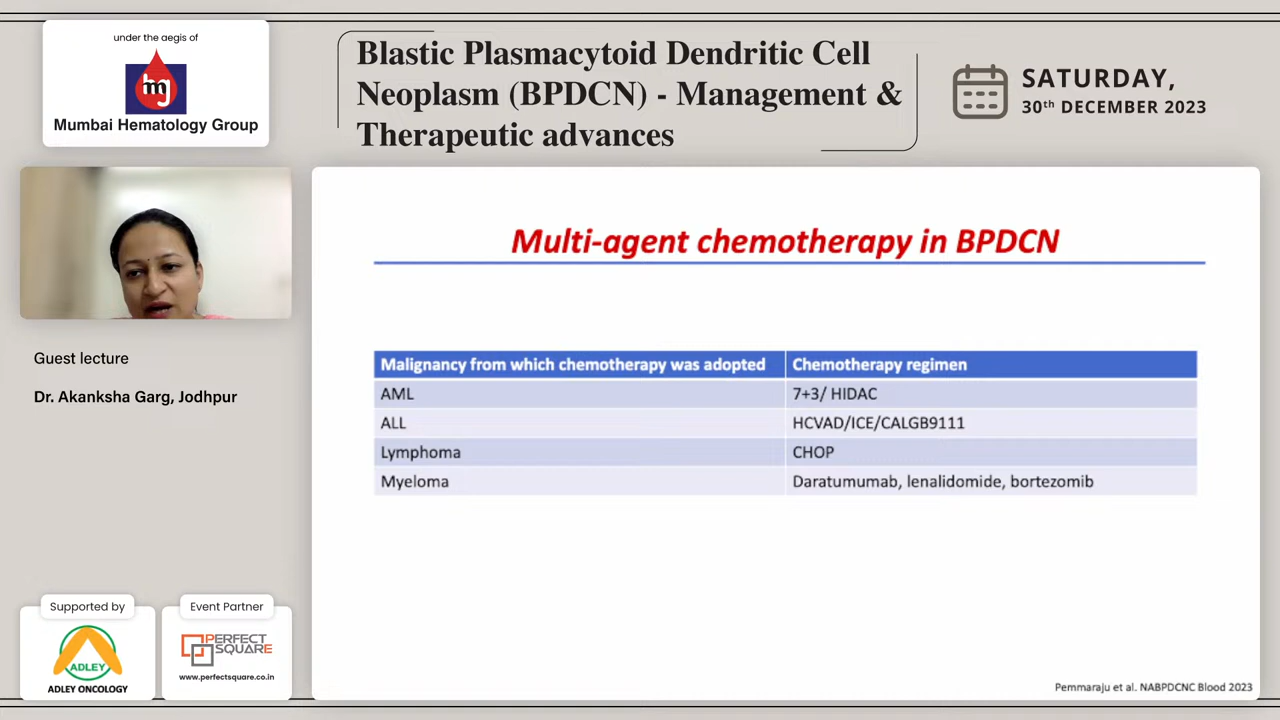 under the aegis of
hmg
Mumbai Hematology Group
Blastic Plasmacytoid Dendritic Cell
Neoplasm (BPDCN) - Management &
Therapeutic advances
SATURDAY,
30th DECEMBER 2023
Guest lecture
Dr. Akanksha Garg, Jodhpur
Multi-agent chemotherapy in BPDCN
Malignancy from which chemotherapy was adopted Chemotherapy regimen
AML 7+3/ HIDAC
ALL HCVAD/ICE/CALGB9111
Lymphoma CHOP
Myeloma Daratumumab, lenalidomide, bortezomib
Pemmaraju et al. NABPDCNC Blood 2023
Supported by
ADLEY
ADLEY ONCOLOGY
Event Partner
PERFECT
SQUARE
www.perfectsquare.co.in